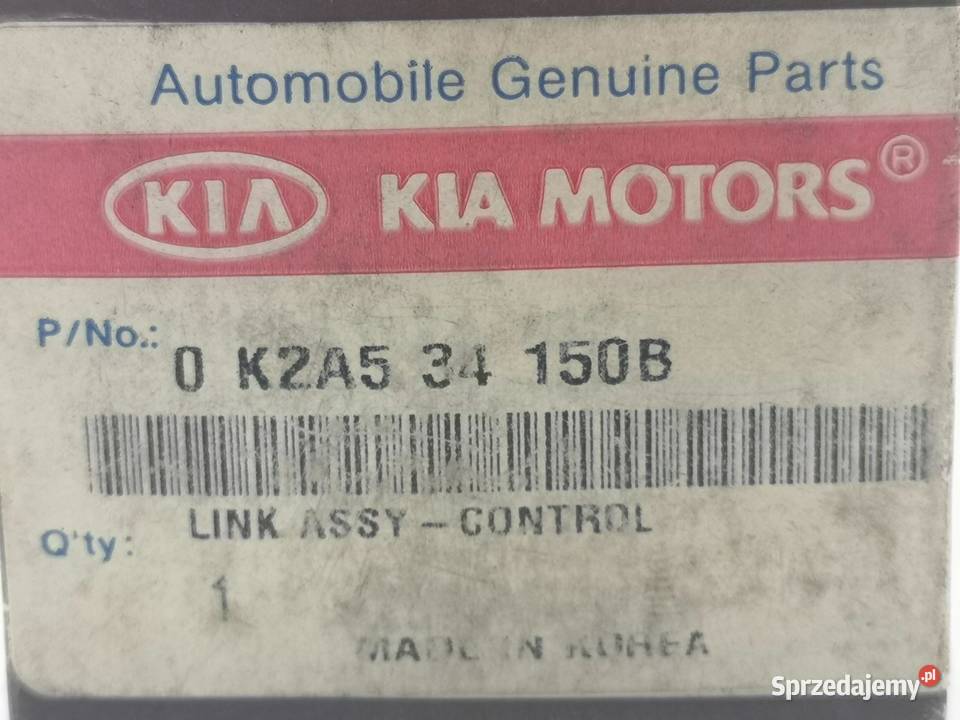 Automobile Genuine Parts
KIA KIA MOTORS®
P/No.: 0 K2A5 34 150B
LINK ASSY-CONTROL
Q'ty: 1
MADE IN KOREA
Sprzedajemy.pl